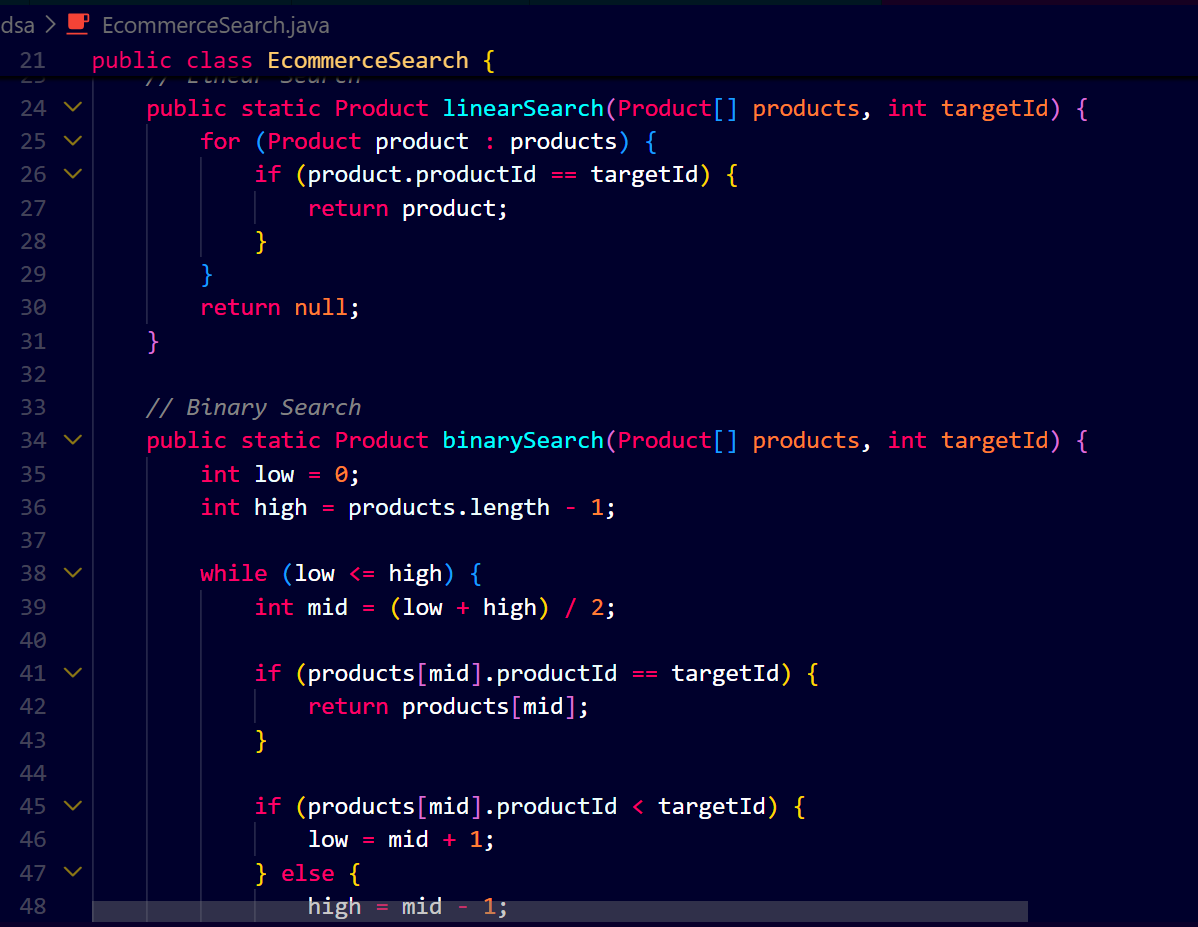 dsa > EcommerceSearch.java
21 public class EcommerceSearch {
23 // Linear Search
24 public static Product linearSearch(Product[] products, int targetId) {
25 for (Product product : products) {
26 if (product.productId == targetId) {
27 return product;
28 }
29 }
30 return null;
31 }
32
33 // Binary Search
34 public static Product binarySearch(Product[] products, int targetId) {
35 int low = 0;
36 int high = products.length - 1;
37
38 while (low <= high) {
39 int mid = (low + high) / 2;
40
41 if (products[mid].productId == targetId) {
42 return products[mid];
43 }
44
45 if (products[mid].productId < targetId) {
46 low = mid + 1;
47 } else {
48 high = mid - 1;